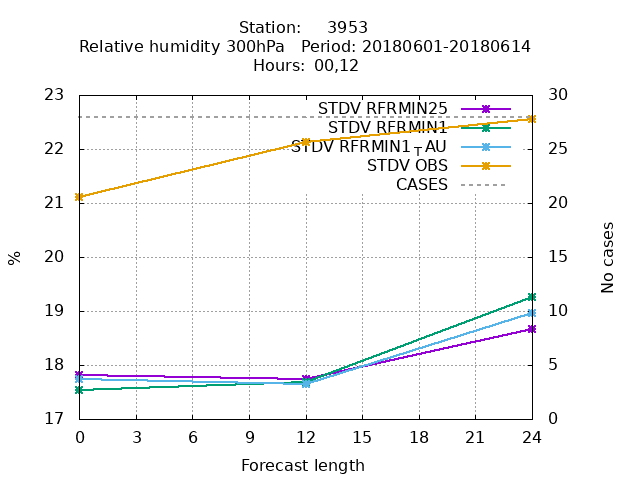 Station: 3953
Relative humidity 300hPa Period: 20180601-20180614
Hours: 00,12
23 30
STDV RFRMIN25
STDV RFRMIN1
22 STDV RFRMIN1TAU 25
STDV OBS
CASES
21 20
20 15
19 10
18 5
17 0
%
No cases
0 3 6 9 12 15 18 21 24
Forecast length